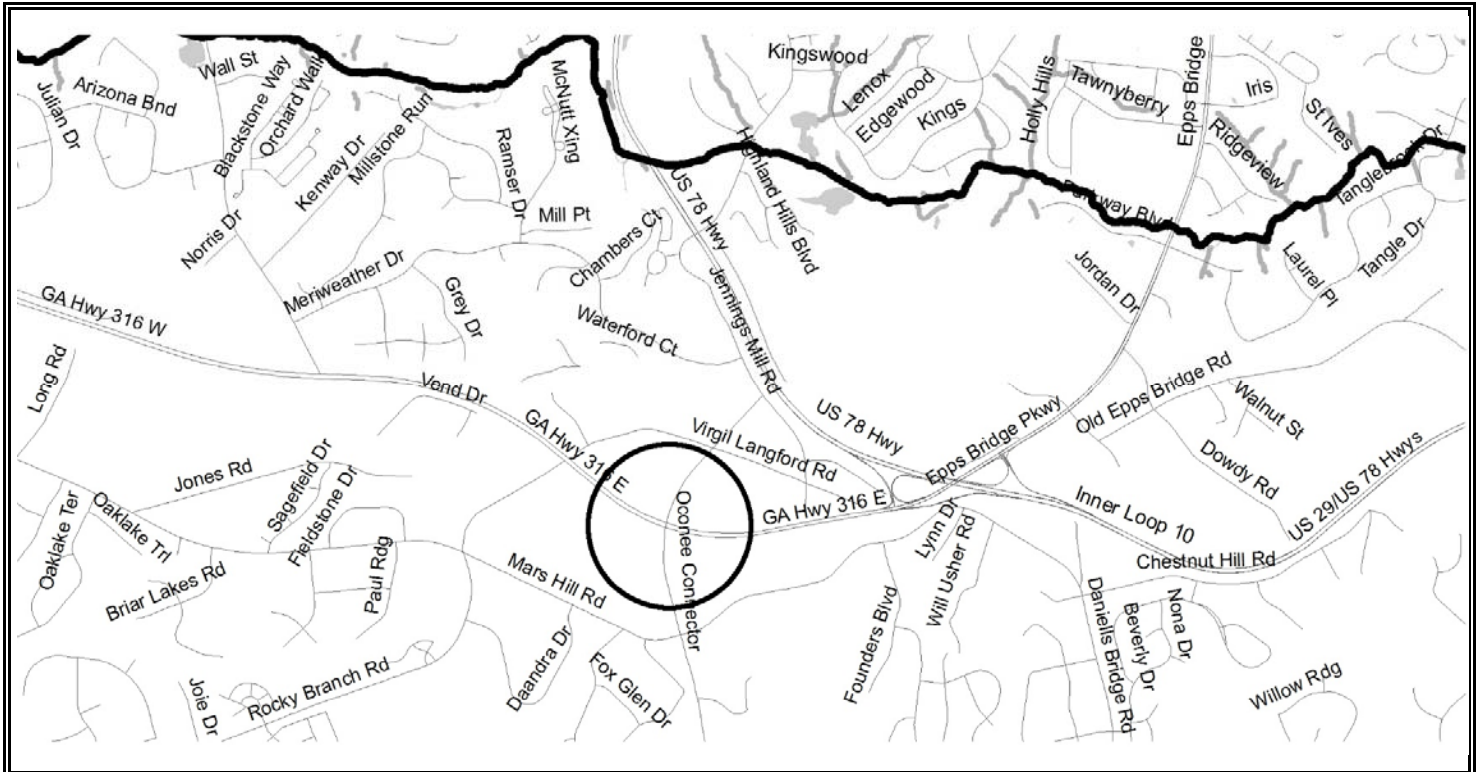 Kingswood
Epps Bridge
Wall St
Blackstone Way
Orchard Walk
McNutt Xing
Lenox
Edgewood
Kings
Holly Hills
Tawnyberry
Iris
St Ives
Julian Dr
Arizona Bnd
Kenway Dr
Millstone Run
Ramser Dr
Highland Hills Blvd
Ridgeview
Tanglebrook Dr
Parkway Blvd
US 78 Hwy
Mill Pt
Norris Dr
Chambers Ct
Meriweather Dr
Grey Dr
Jennings Mill Rd
Jordan Dr
Laurel Pl
Tangle Dr
GA Hwy 316 W
Waterford Ct
Long Rd
Vend Dr
GA Hwy 316 E
Virgil Langford Rd
US 78 Hwy
Epps Bridge Pkwy
Old Epps Bridge Rd
Walnut St
Dowdy Rd
US 29/US 78 Hwys
Jones Rd
Sagefield Dr
Fieldstone Dr
Oaklake Ter
Oaklake Trl
Briar Lakes Rd
Paul Rdg
Mars Hill Rd
Oconee Connector
GA Hwy 316 E
Lynn Dr
Will Usher Rd
Inner Loop 10
Chestnut Hill Rd
Founders Blvd
Daniells Bridge Rd
Beverly Dr
Nona Dr
Willow Rdg
Joie Dr
Rocky Branch Rd
Daandra Dr
Fox Glen Dr